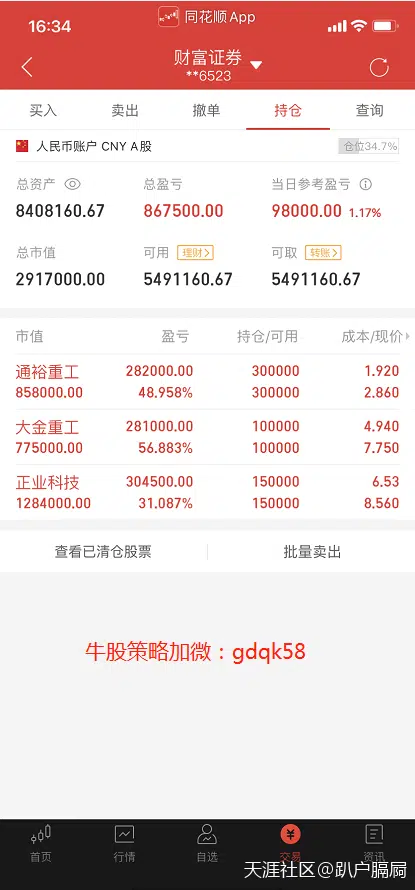 16:34
同花顺App
财富证券
**6523
买入 卖出 撤单 持仓 查询
人民币账户 CNY A股 仓位34.7%
总资产 总盈亏 当日参考盈亏
8408160.67 867500.00 98000.00 1.17%
总市值 可用 理财> 可取 转账>
2917000.00 5491160.67 5491160.67
市值 盈亏 持仓/可用 成本/现价
通裕重工 282000.00 300000 1.920
858000.00 48.958% 300000 2.860
大金重工 281000.00 100000 4.940
775000.00 56.883% 100000 7.750
正业科技 304500.00 150000 6.53
1284000.00 31.087% 150000 8.560
查看已清仓股票 批量卖出
牛股策略加微：gdqk58
首页 行情 自选 交易 资讯
天涯社区@趴户膈屙